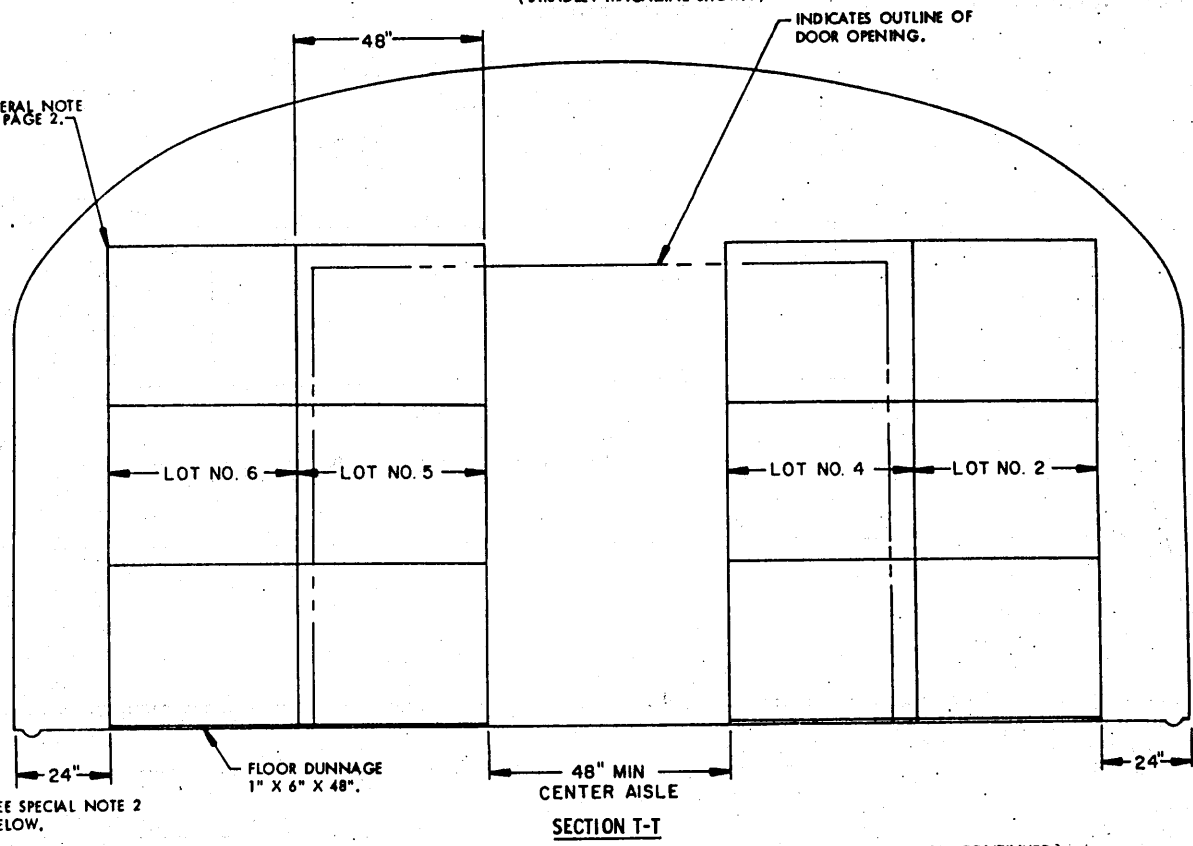 INDICATES OUTLINE OF
DOOR OPENING.
48"
NOTE
PAGE 2.
LOT NO. 6
LOT NO. 5
LOT NO. 4
LOT NO. 2
24"
FLOOR DUNNAGE
1" X 6" X 48".
48" MIN
CENTER AISLE
24"
SPECIAL NOTE 2
SECTION T-T